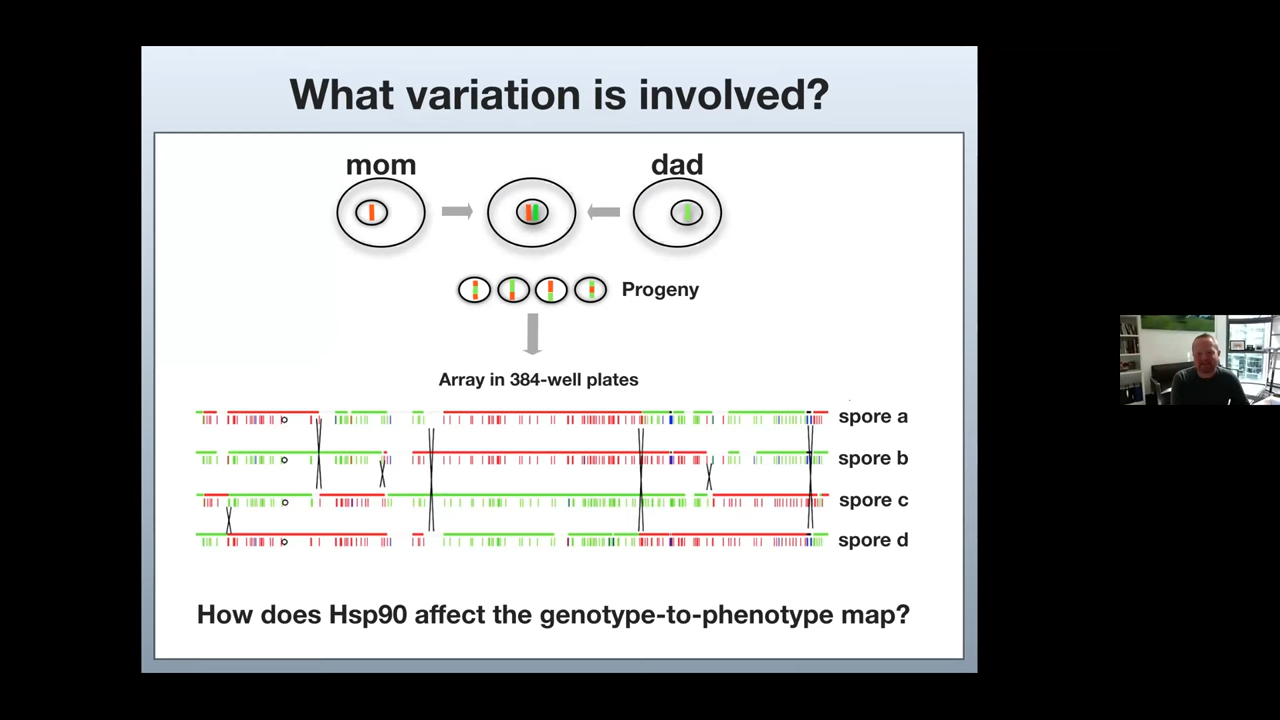 What variation is involved?
mom
dad
Progeny
Array in 384-well plates
spore a
spore b
spore c
spore d
How does Hsp90 affect the genotype-to-phenotype map?